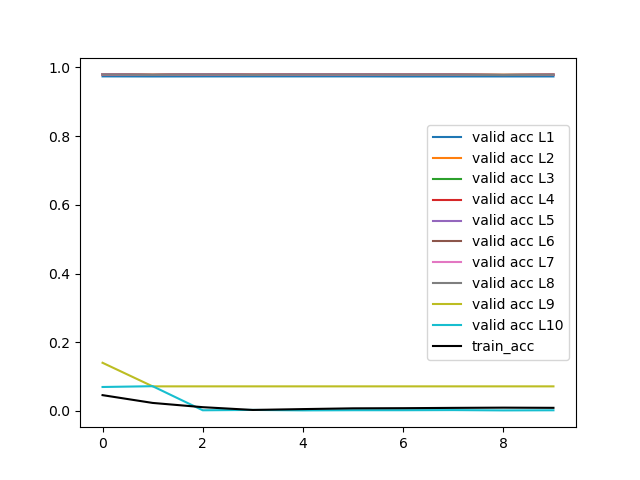 1.0
0.8
0.6
0.4
0.2
0.0
0 2 4 6 8
valid acc L1
valid acc L2
valid acc L3
valid acc L4
valid acc L5
valid acc L6
valid acc L7
valid acc L8
valid acc L9
valid acc L10
train_acc